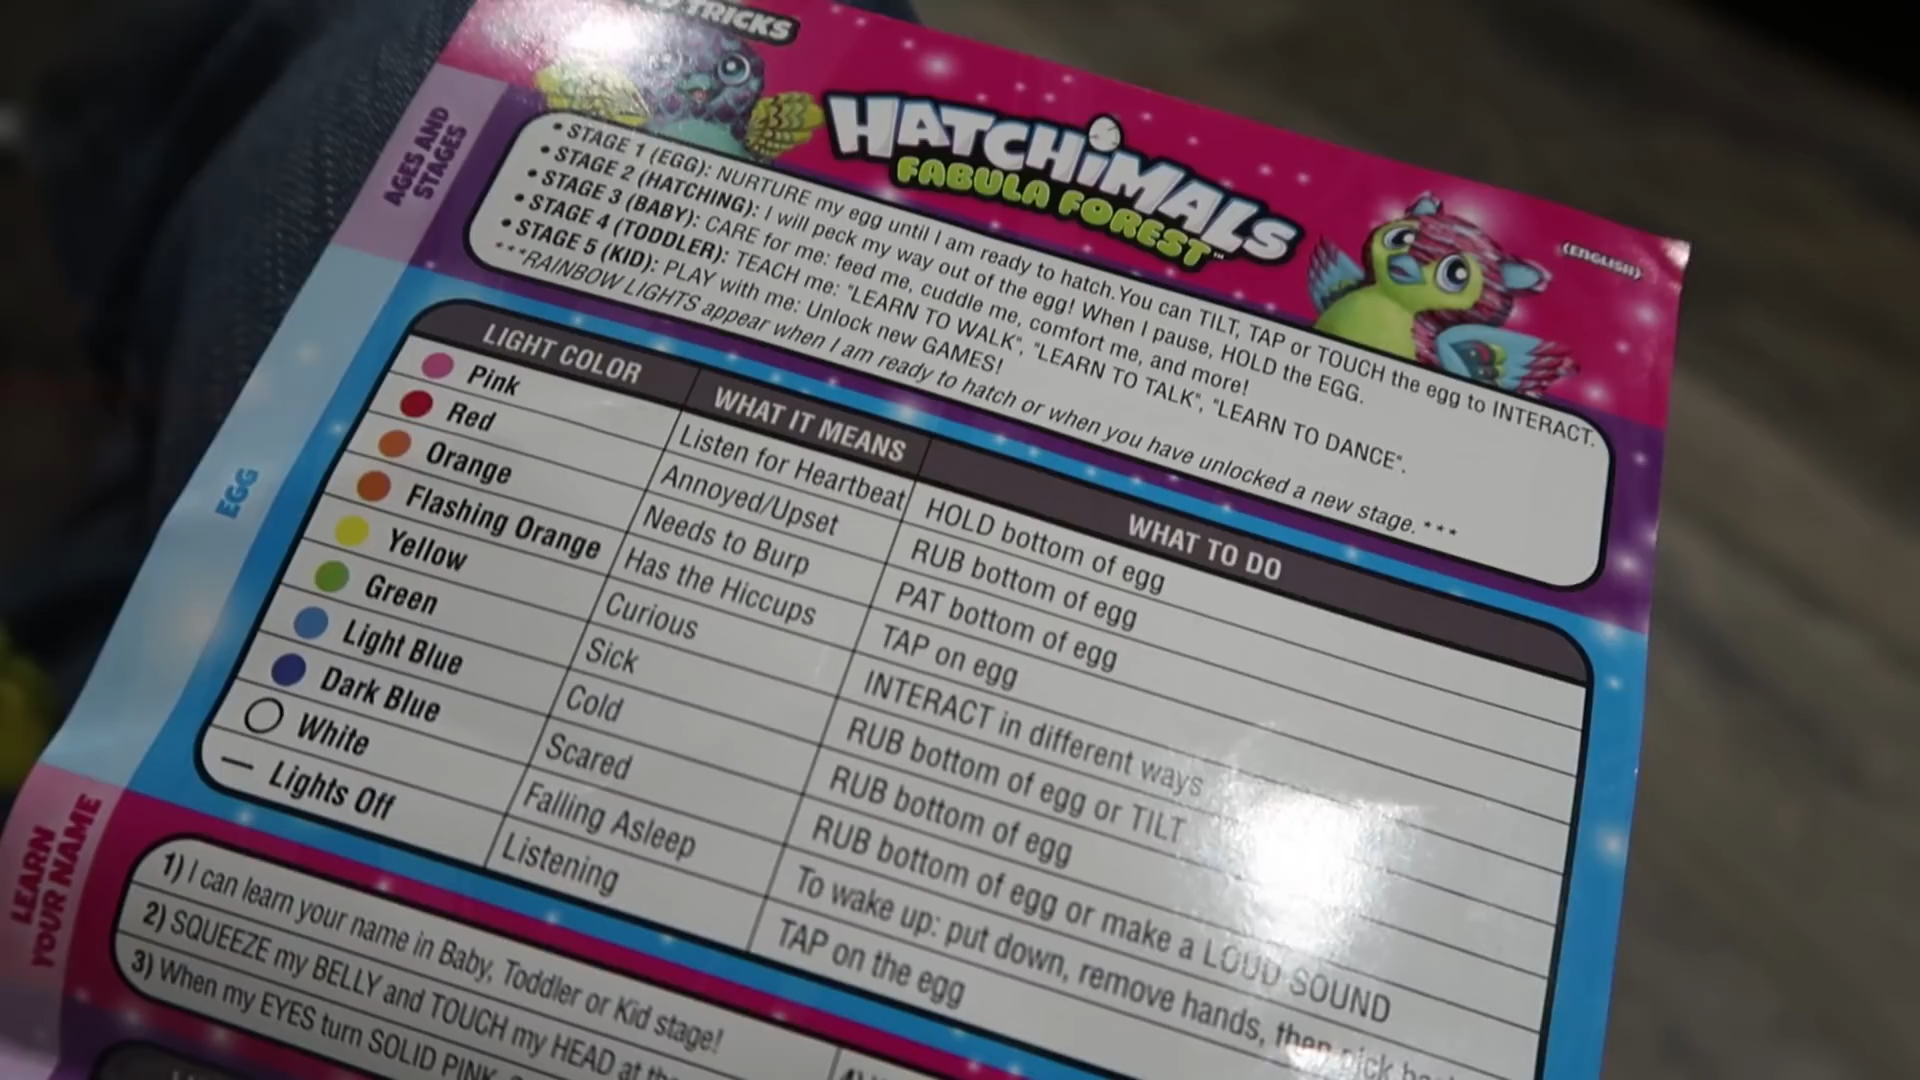 TRICKS
HATCHiMALS
FABULA FOREST™
(ENGLISH)
AGES AND
STAGES
• STAGE 1 (EGG): NURTURE my egg until I am ready to hatch. You can TILT, TAP or TOUCH the egg to INTERACT.
• STAGE 2 (HATCHING): I will peck my way out of the egg! When I pause, HOLD the EGG.
• STAGE 3 (BABY): CARE for me: feed me, cuddle me, comfort me, and more!
• STAGE 4 (TODDLER): TEACH me: "LEARN TO WALK", "LEARN TO TALK", "LEARN TO DANCE".
• STAGE 5 (KID): PLAY with me: Unlock new GAMES!
***RAINBOW LIGHTS appear when I am ready to hatch or when you have unlocked a new stage. ***
EGG
LIGHT COLOR WHAT IT MEANS WHAT TO DO
Pink Listen for Heartbeat HOLD bottom of egg
Red Annoyed/Upset RUB bottom of egg
Orange Needs to Burp PAT bottom of egg
Flashing Orange Has the Hiccups TAP on egg
Yellow Curious INTERACT in different ways
Green Sick RUB bottom of egg or TILT
Light Blue Cold RUB bottom of egg
Dark Blue Scared RUB bottom of egg or make a LOUD SOUND
White Falling Asleep To wake up: put down, remove hands, then pick
— Lights Off Listening TAP on the egg
LEARN
YOUR NAME
1) I can learn your name in Baby, Toddler or Kid stage!
2) SQUEEZE my BELLY and TOUCH my HEAD at the
3) When my EYES turn SOLID PINK,